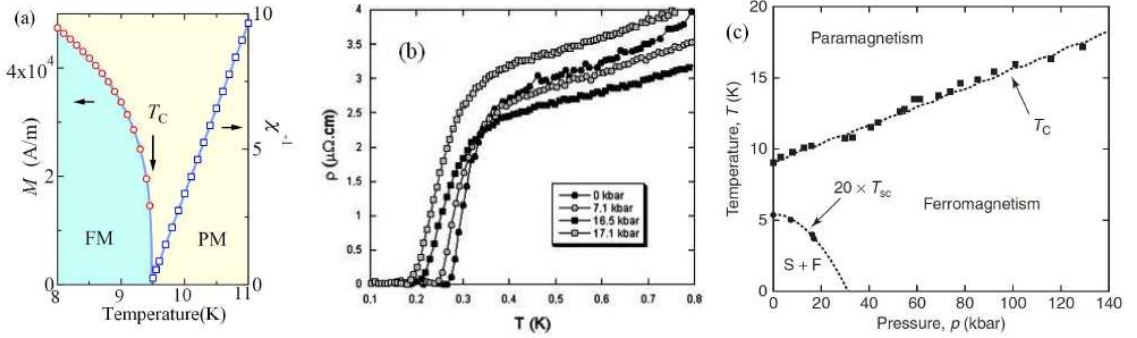 (a)
M (A/m)
4x10⁴
2
0
8
9
10
11
Temperature(K)
10
5
0
χ⁻¹
T_C
FM
PM
(b)
ρ (μΩ.cm)
4
3.5
3
2.5
2
1.5
1
0.5
0
0.1
0.2
0.3
0.4
0.5
0.6
0.7
0.8
T (K)
0 kbar
7.1 kbar
16.5 kbar
17.1 kbar
(c)
Temperature, T (K)
20
15
10
5
0
0
20
40
60
80
100
120
140
Pressure, p (kbar)
Paramagnetism
T_C
20 × T_sc
Ferromagnetism
S + F